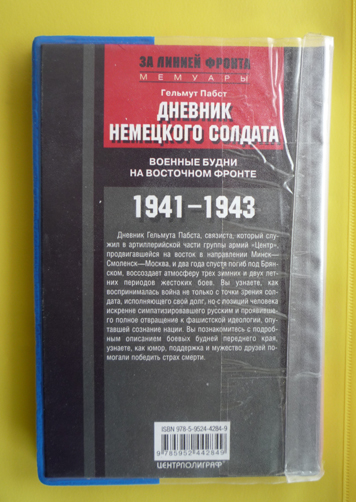 ЗА ЛИНИЕЙ ФРОНТА
МЕМУАРЫ
Гельмут Пабст
ДНЕВНИК
НЕМЕЦКОГО СОЛДАТА
ВОЕННЫЕ БУДНИ
НА ВОСТОЧНОМ ФРОНТЕ
1941–1943
Дневник Гельмута Пабста, связиста, который слу-
жил в артиллерийской части группы армий «Центр»,
продвигавшейся на восток в направлении Минск—
Смоленск—Москва, и два года спустя погиб под Брян-
ском, воссоздает атмосферу трех зимних и двух лет-
них периодов жестоких боев. Вы узнаете, как
воспринималась война не только с точки зрения сол-
дата, исполняющего свой долг, но с позиций человека
искренне симпатизировавшего русским и проявивше-
го полное отвращение к фашистской идеологии, опу-
тавшей сознание нации. Вы познакомитесь с подроб-
ным описанием боевых будней переднего края,
узнаете, как юмор, поддержка и мужество друзей по-
могали победить страх смерти.
ISBN 978-5-9524-4284-9
9 785952 442849
ЦЕНТРПОЛИГРАФ